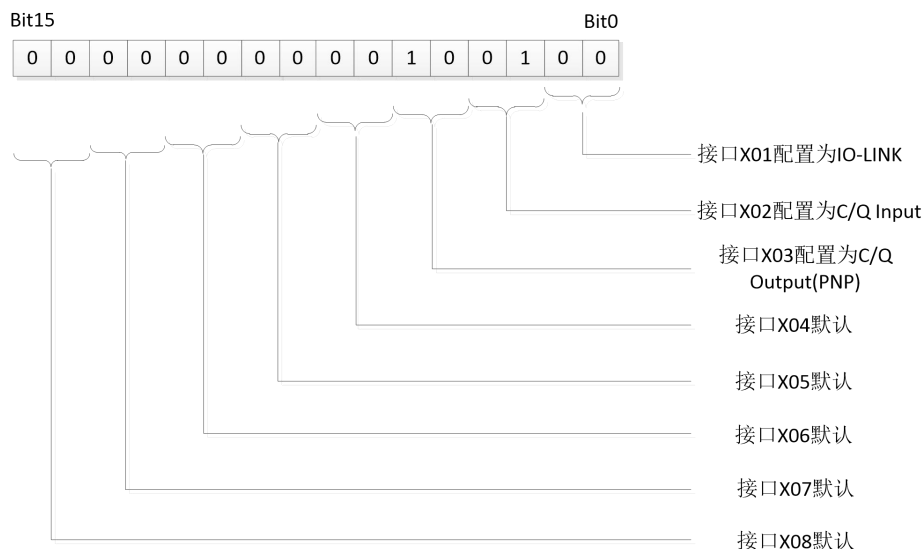 Bit15 Bit0
0 0 0 0 0 0 0 0 0 0 1 0 0 1 0 0
接口X01配置为IO-LINK
接口X02配置为C/Q Input
接口X03配置为C/Q
Output(PNP)
接口X04默认
接口X05默认
接口X06默认
接口X07默认
接口X08默认